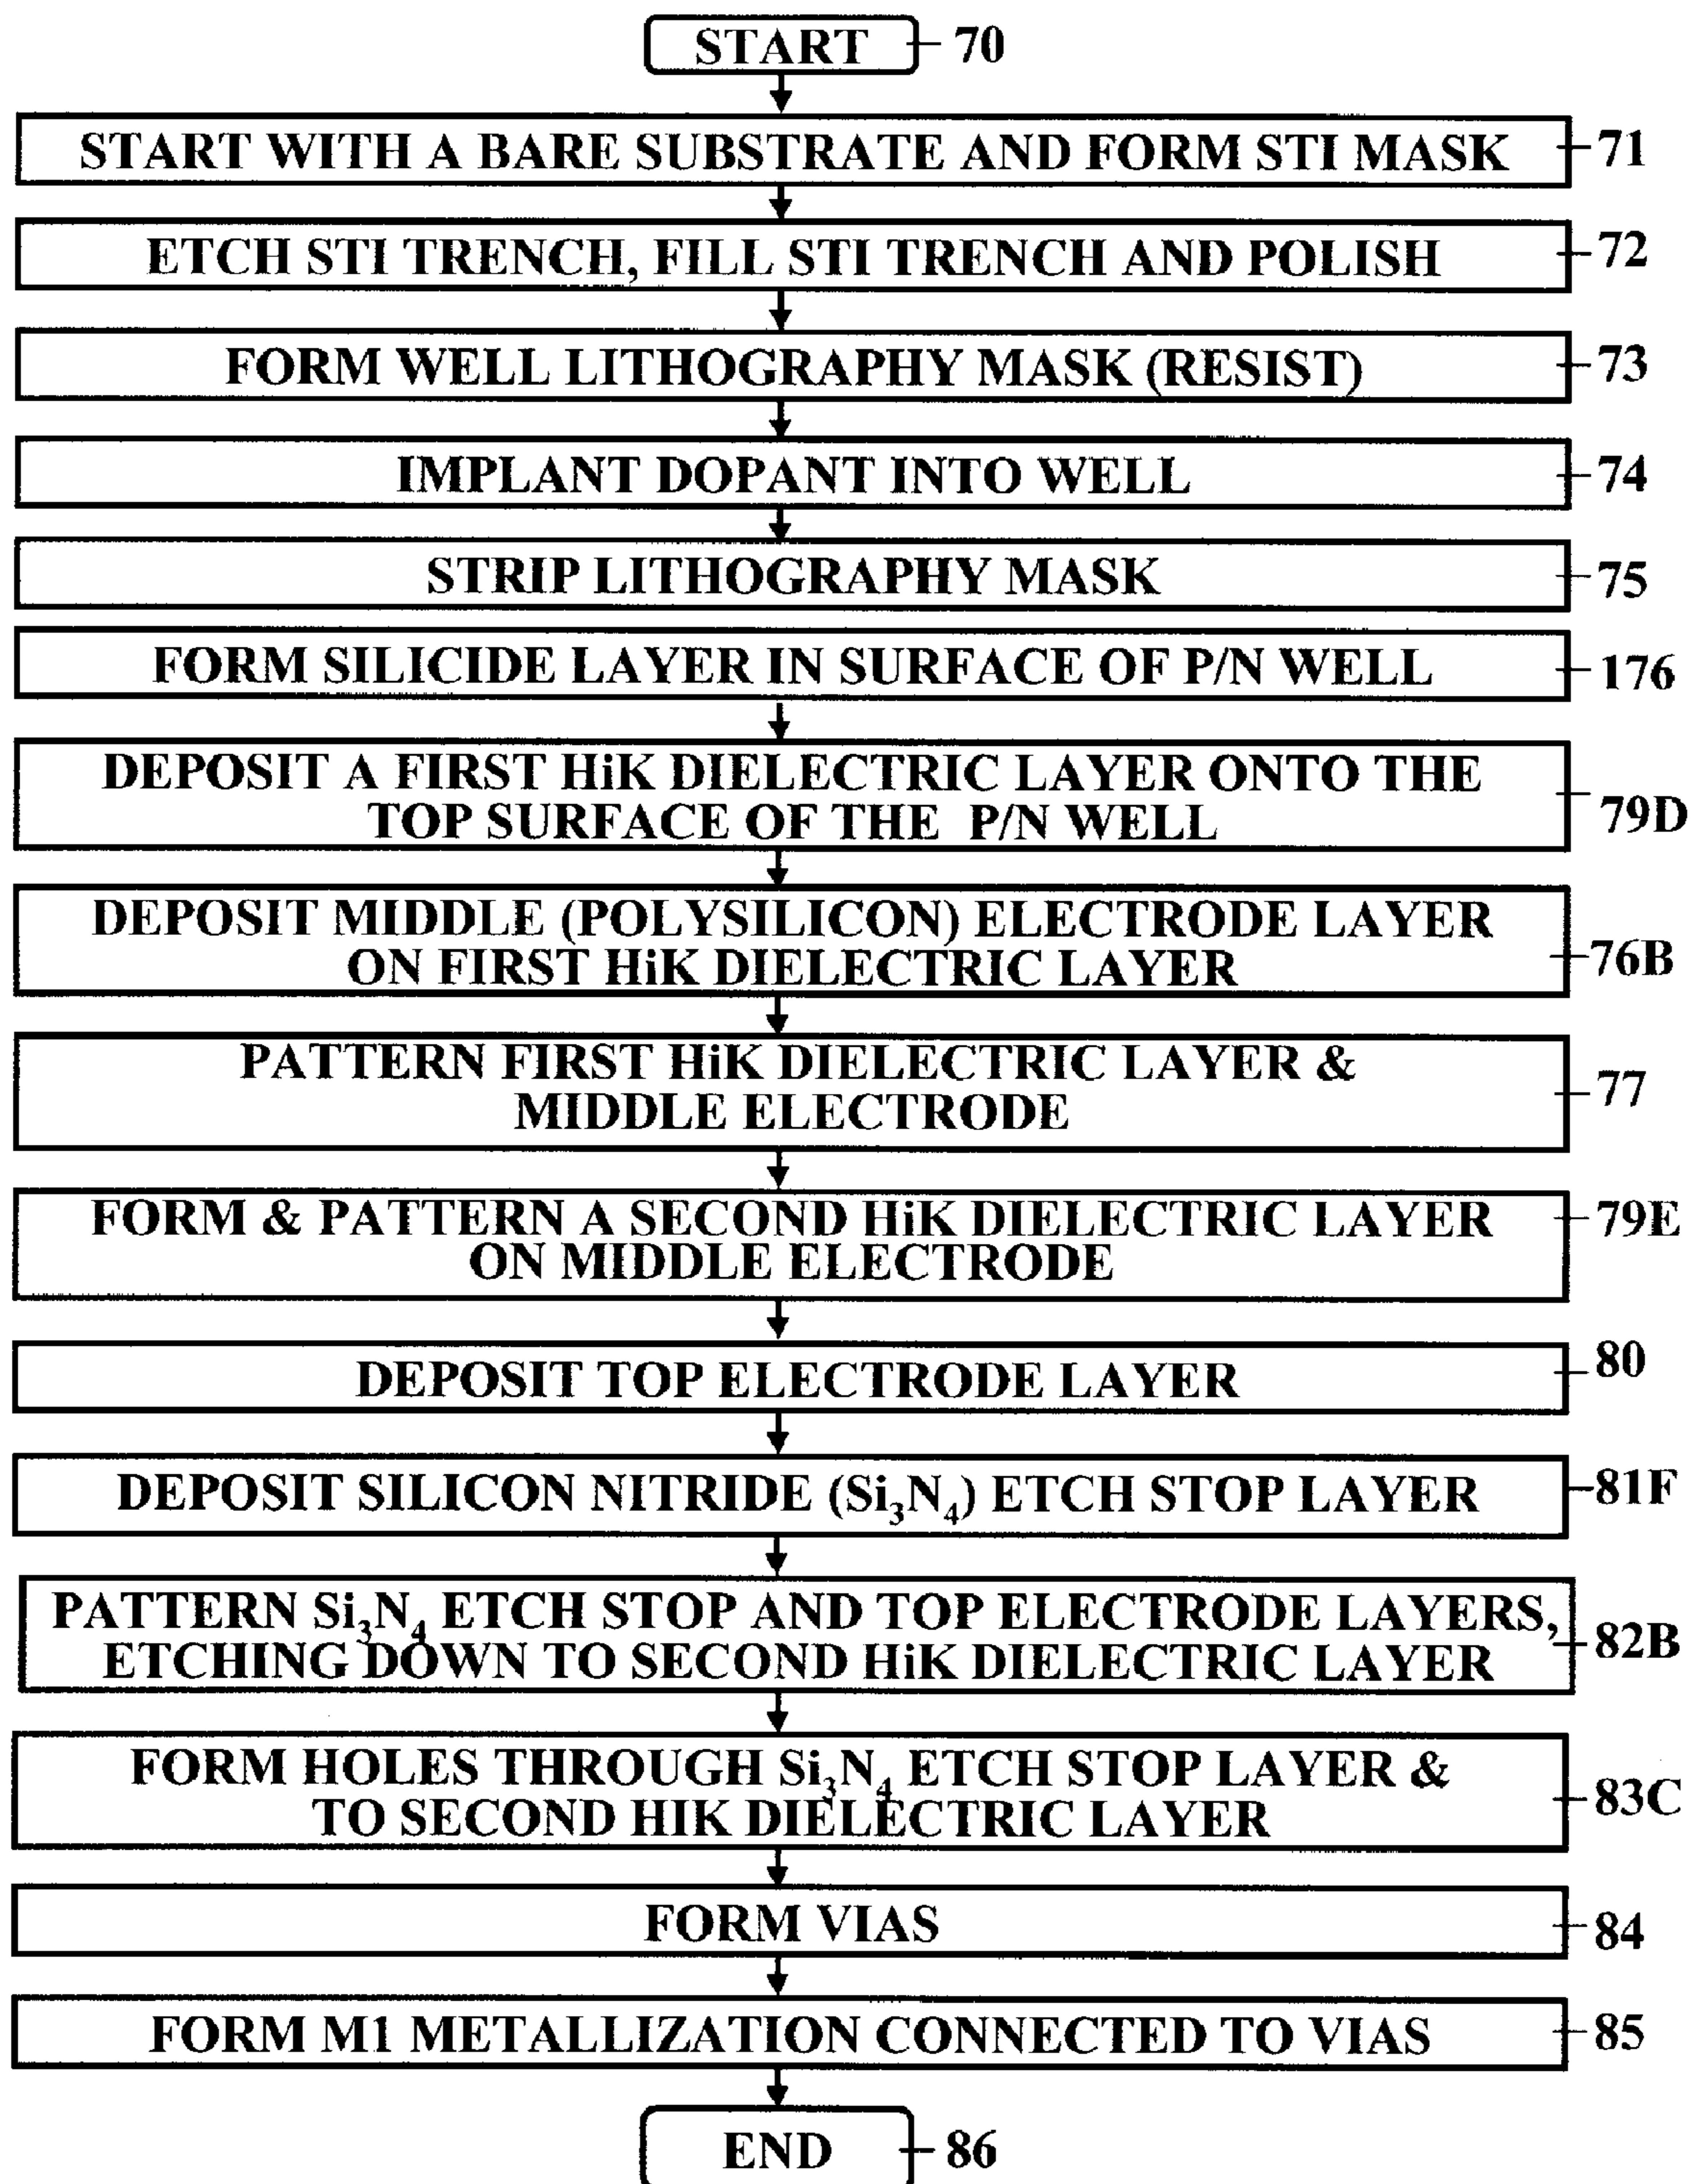 START 70
START WITH A BARE SUBSTRATE AND FORM STI MASK 71
ETCH STI TRENCH, FILL STI TRENCH AND POLISH 72
FORM WELL LITHOGRAPHY MASK (RESIST) 73
IMPLANT DOPANT INTO WELL 74
STRIP LITHOGRAPHY MASK 75
FORM SILICIDE LAYER IN SURFACE OF P/N WELL 176
DEPOSIT A FIRST HiK DIELECTRIC LAYER ONTO THE
TOP SURFACE OF THE P/N WELL 79D
DEPOSIT MIDDLE (POLYSILICON) ELECTRODE LAYER
ON FIRST HiK DIELECTRIC LAYER 76B
PATTERN FIRST HiK DIELECTRIC LAYER &
MIDDLE ELECTRODE 77
FORM & PATTERN A SECOND HiK DIELECTRIC LAYER 79E
ON MIDDLE ELECTRODE
DEPOSIT TOP ELECTRODE LAYER 80
DEPOSIT SILICON NITRIDE (Si₃N₄) ETCH STOP LAYER 81F
PATTERN Si₃N₄ ETCH STOP AND TOP ELECTRODE LAYERS,
ETCHING DOWN TO SECOND HiK DIELECTRIC LAYER 82B
FORM HOLES THROUGH Si₃N₄ ETCH STOP LAYER &
TO SECOND HIK DIELECTRIC LAYER 83C
FORM VIAS 84
FORM M1 METALLIZATION CONNECTED TO VIAS 85
END 86